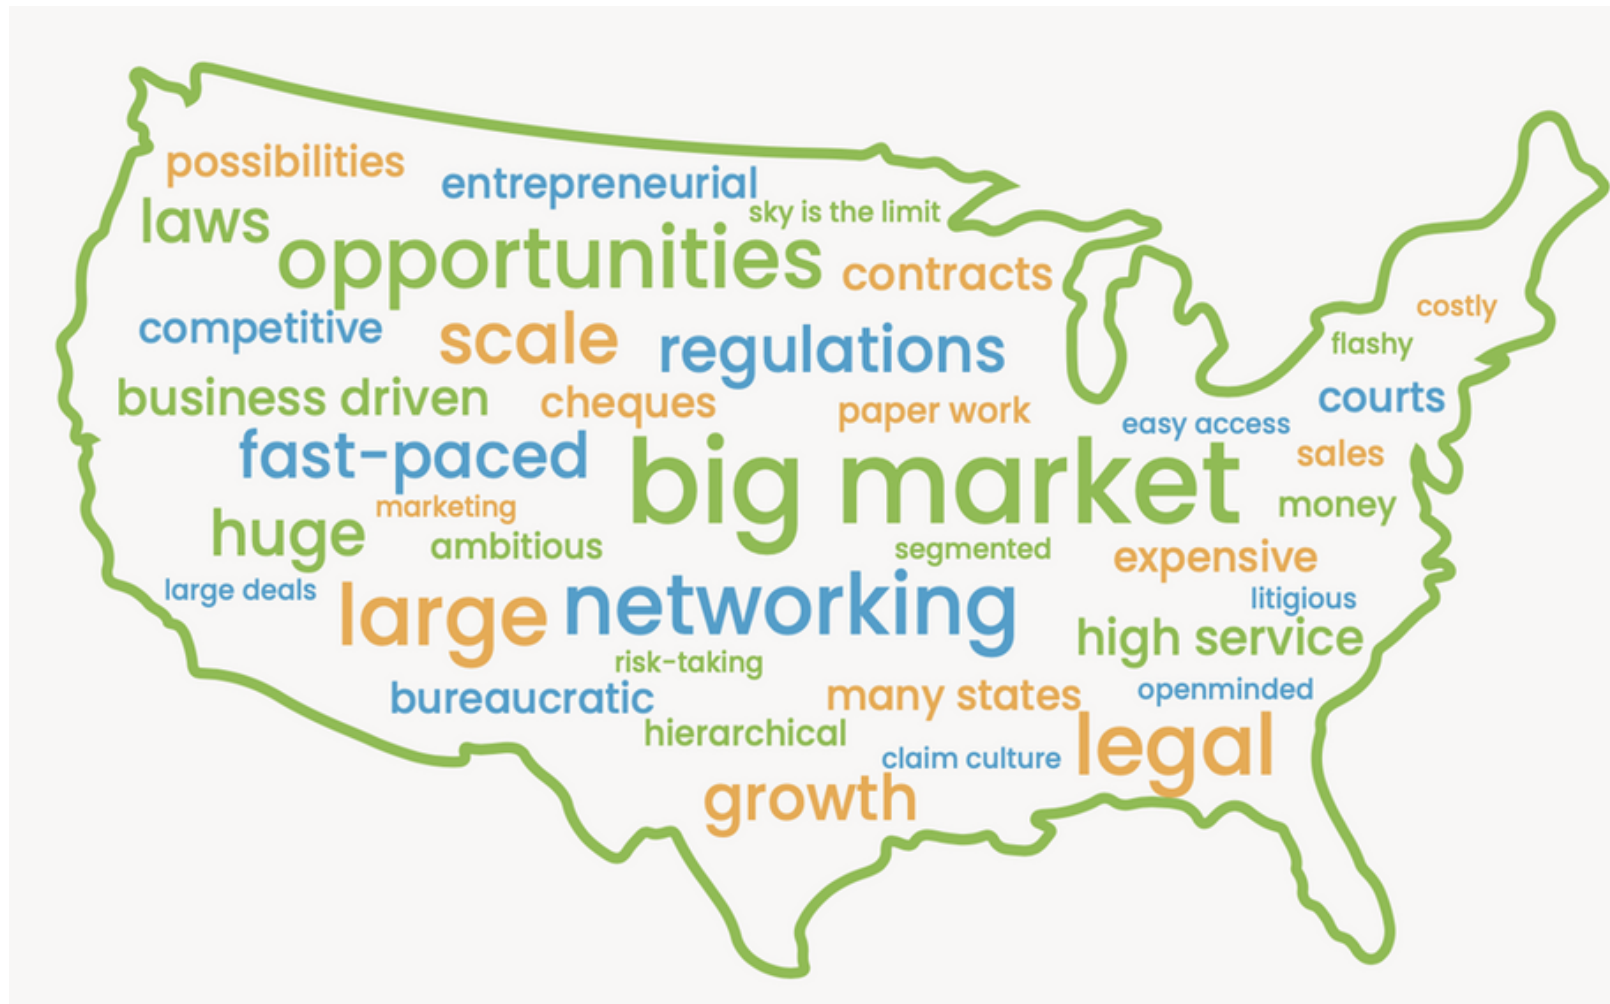 possibilities
entrepreneurial
sky is the limit
laws
opportunities
contracts
costly
competitive
scale
regulations
flashy
business driven
cheques
paper work
easy access
courts
fast-paced
big market
sales
marketing
money
huge
ambitious
segmented
expensive
large deals
large
networking
litigious
high service
risk-taking
bureaucratic
many states
openminded
hierarchical
claim culture
legal
growth